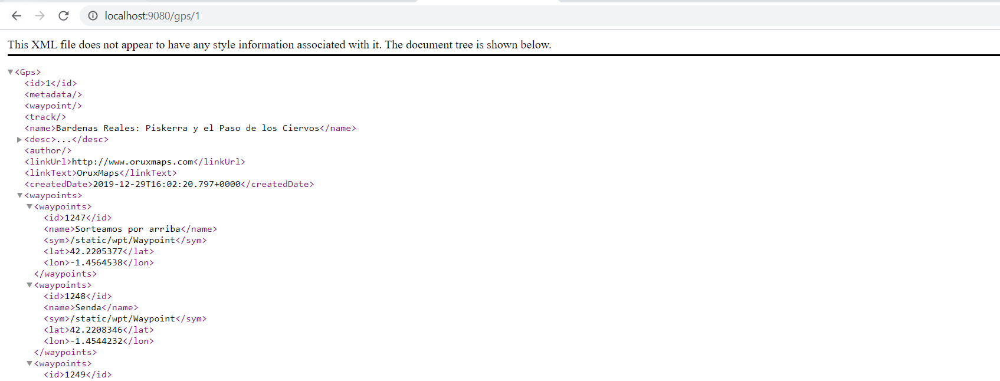 localhost:9080/gps/1
This XML file does not appear to have any style information associated with it. The document tree is shown below.
<Gps>
<id>1</id>
<metadata/>
<waypoint/>
<track/>
<name>Bardenas Reales: Piskerra y el Paso de los Ciervos</name>
<desc>...</desc>
<author/>
<linkUrl>http://www.oruxmaps.com</linkUrl>
<linkText>OruxMaps</linkText>
<createdDate>2019-12-29T16:02:20.797+0000</createdDate>
<waypoints>
<waypoints>
<id>1247</id>
<name>Sorteamos por arriba</name>
<sym>/static/wpt/Waypoint</sym>
<lat>42.2205377</lat>
<lon>-1.4564538</lon>
</waypoints>
<waypoints>
<id>1248</id>
<name>Senda</name>
<sym>/static/wpt/Waypoint</sym>
<lat>42.2208346</lat>
<lon>-1.4544232</lon>
</waypoints>
<waypoints>
<id>1249</id>